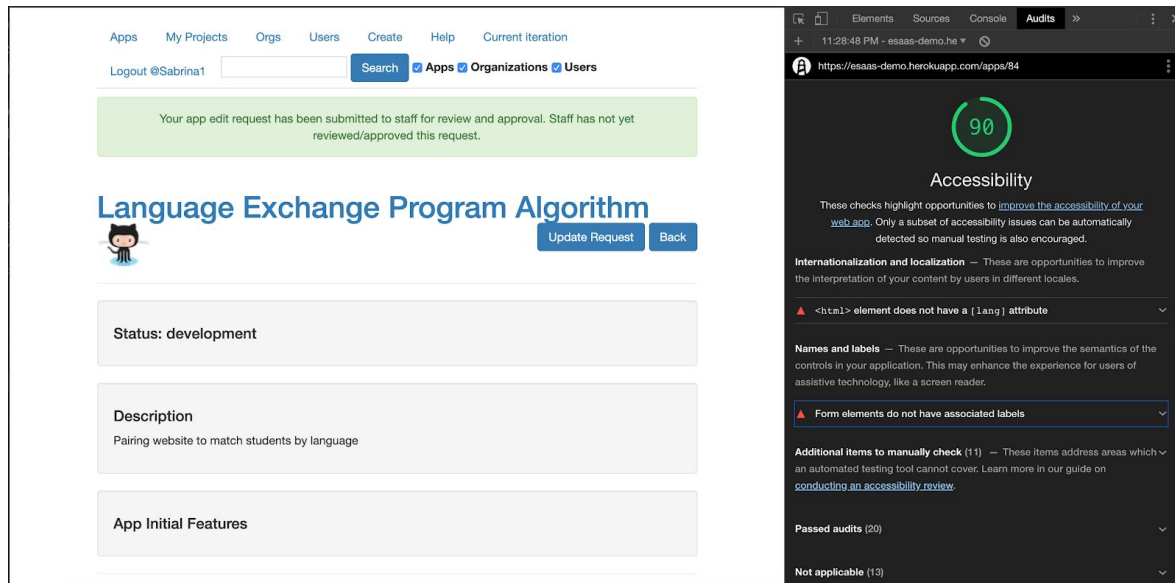 Apps My Projects Orgs Users Create Help Current iteration
Logout @Sabrina1 Search Apps Organizations Users
Your app edit request has been submitted to staff for review and approval. Staff has not yet
reviewed/approved this request.
Language Exchange Program Algorithm
Update Request Back
Status: development
Description
Pairing website to match students by language
App Initial Features
Elements Sources Console Audits »
+ 11:28:48 PM - esaas-demo.he
https://esaas-demo.herokuapp.com/apps/84
90
Accessibility
These checks highlight opportunities to improve the accessibility of your
web app. Only a subset of accessibility issues can be automatically
detected so manual testing is also encouraged.
Internationalization and localization — These are opportunities to improve
the interpretation of your content by users in different locales.
<html> element does not have a [lang] attribute
Names and labels — These are opportunities to improve the semantics of the
controls in your application. This may enhance the experience for users of
assistive technology, like a screen reader.
Form elements do not have associated labels
Additional items to manually check (11) — These items address areas which
an automated testing tool cannot cover. Learn more in our guide on
conducting an accessibility review.
Passed audits (20)
Not applicable (13)